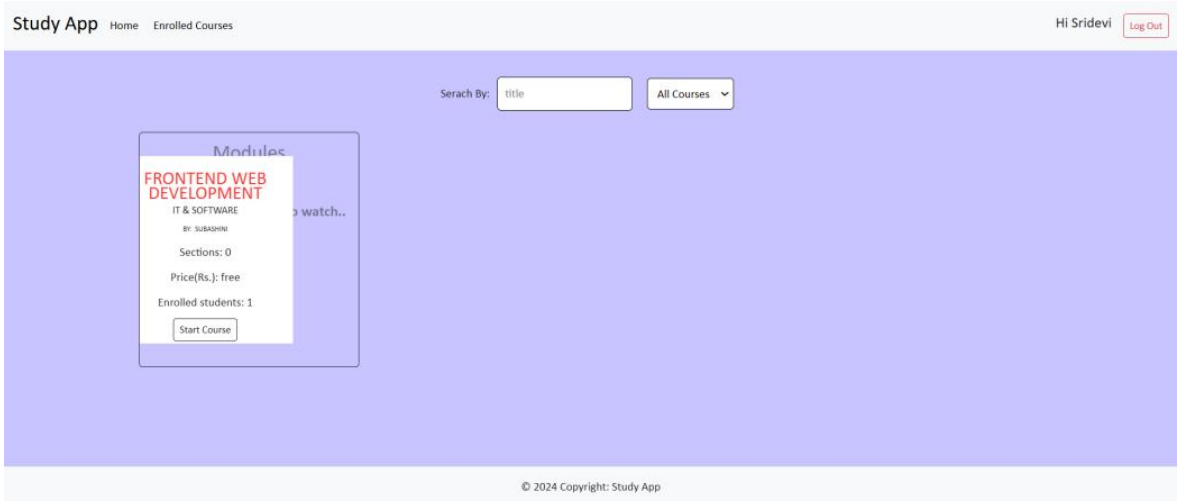 Study App Home Enrolled Courses Hi Sridevi Log Out
Serach By: title All Courses
Modules
FRONTEND WEB
DEVELOPMENT
IT & SOFTWARE
watch..
BY: SUBASHINI
Sections: 0
Price(Rs.): free
Enrolled students: 1
Start Course
© 2024 Copyright: Study App